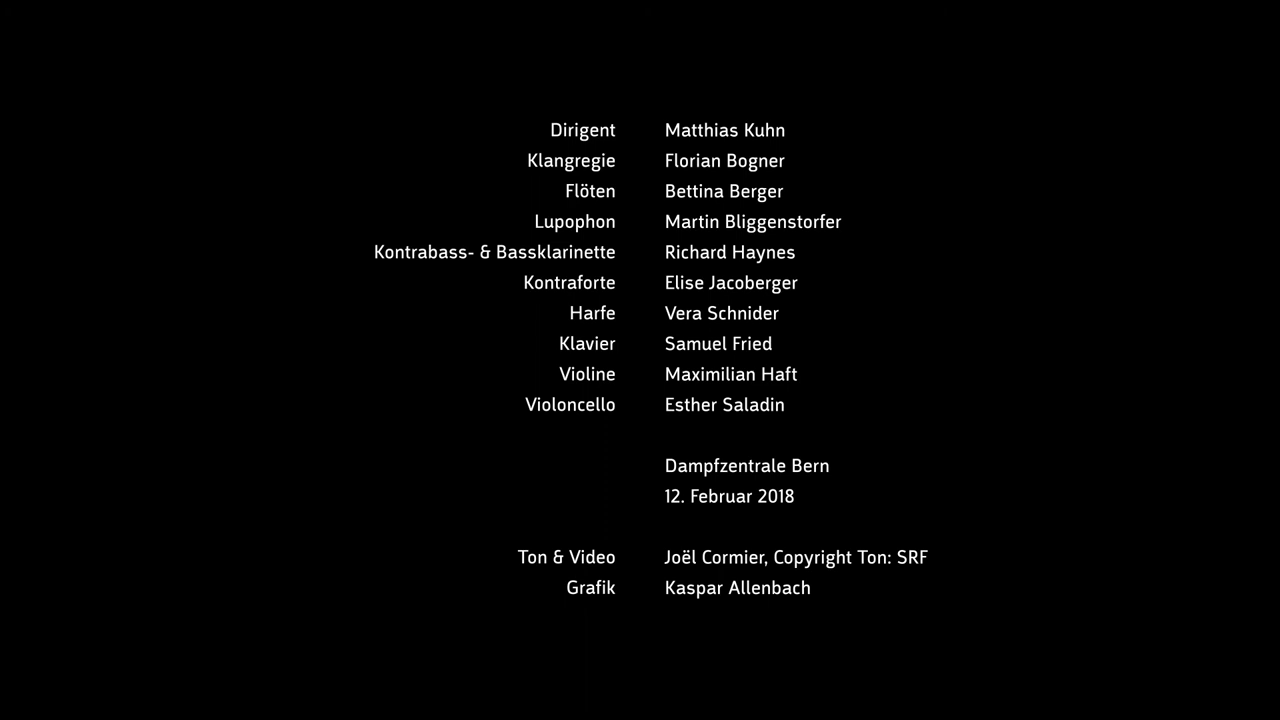 Dirigent Matthias Kuhn
Klangregie Florian Bogner
Flöten Bettina Berger
Lupophon Martin Bliggenstorfer
Kontrabass- & Bassklarinette Richard Haynes
Kontraforte Elise Jacoberger
Harfe Vera Schnider
Klavier Samuel Fried
Violine Maximilian Haft
Violoncello Esther Saladin
Dampfzentrale Bern
12. Februar 2018
Ton & Video Joël Cormier, Copyright Ton: SRF
Grafik Kaspar Allenbach